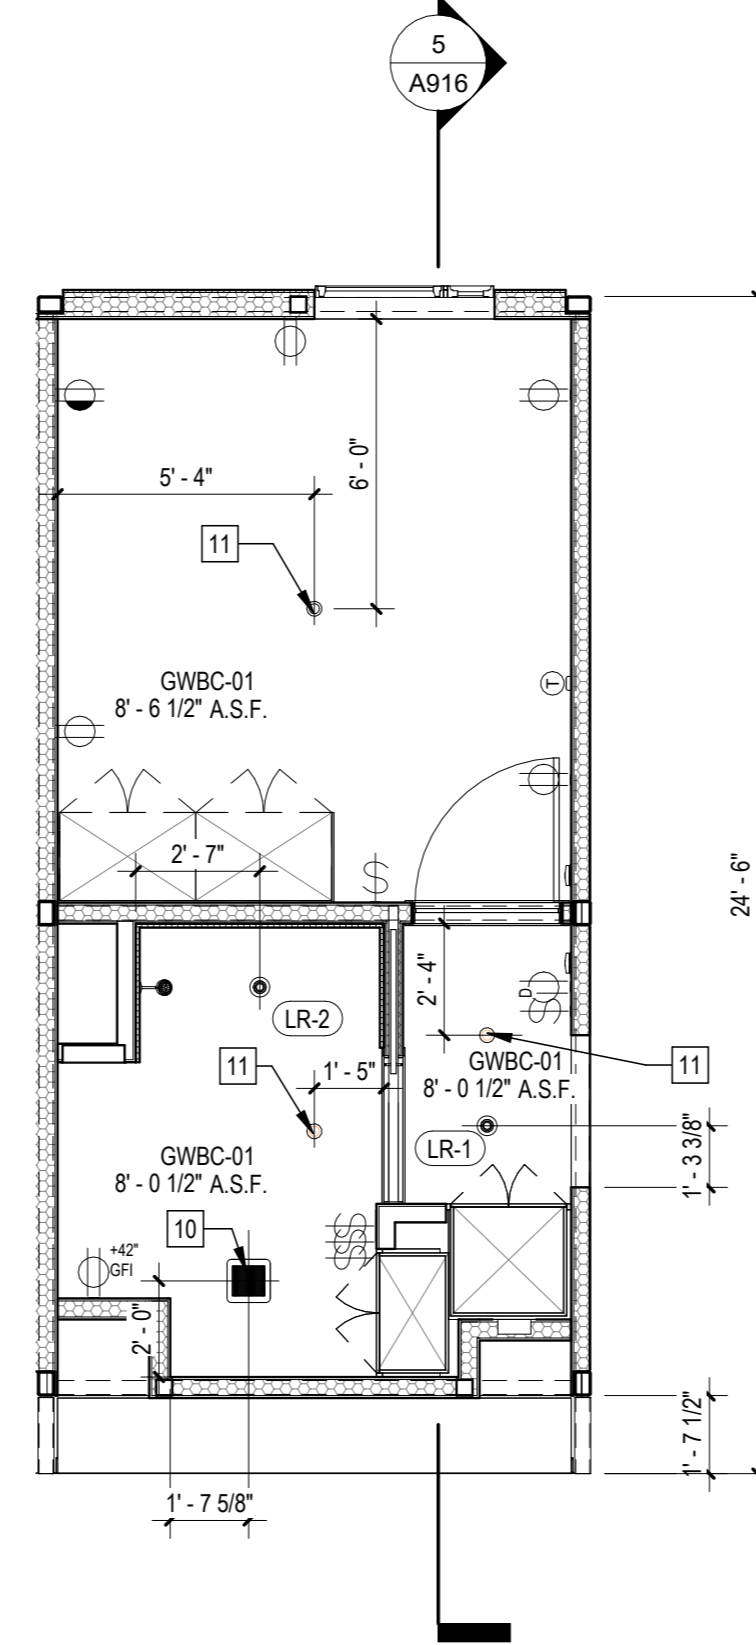 5
A916
5' - 4"
6' - 0"
11
GWBC-01
8' - 6 1/2" A.S.F.
T
2' - 7"
S
24' - 6"
2' - 4"
D
S
LR-2
11
1' - 5"
GWBC-01
8' - 0 1/2" A.S.F.
11
LR-1
1' - 3 3/8"
GWBC-01
8' - 0 1/2" A.S.F.
10
SSS
+42"
GFI
2' - 0"
1' - 7 1/2"
1' - 7 5/8"